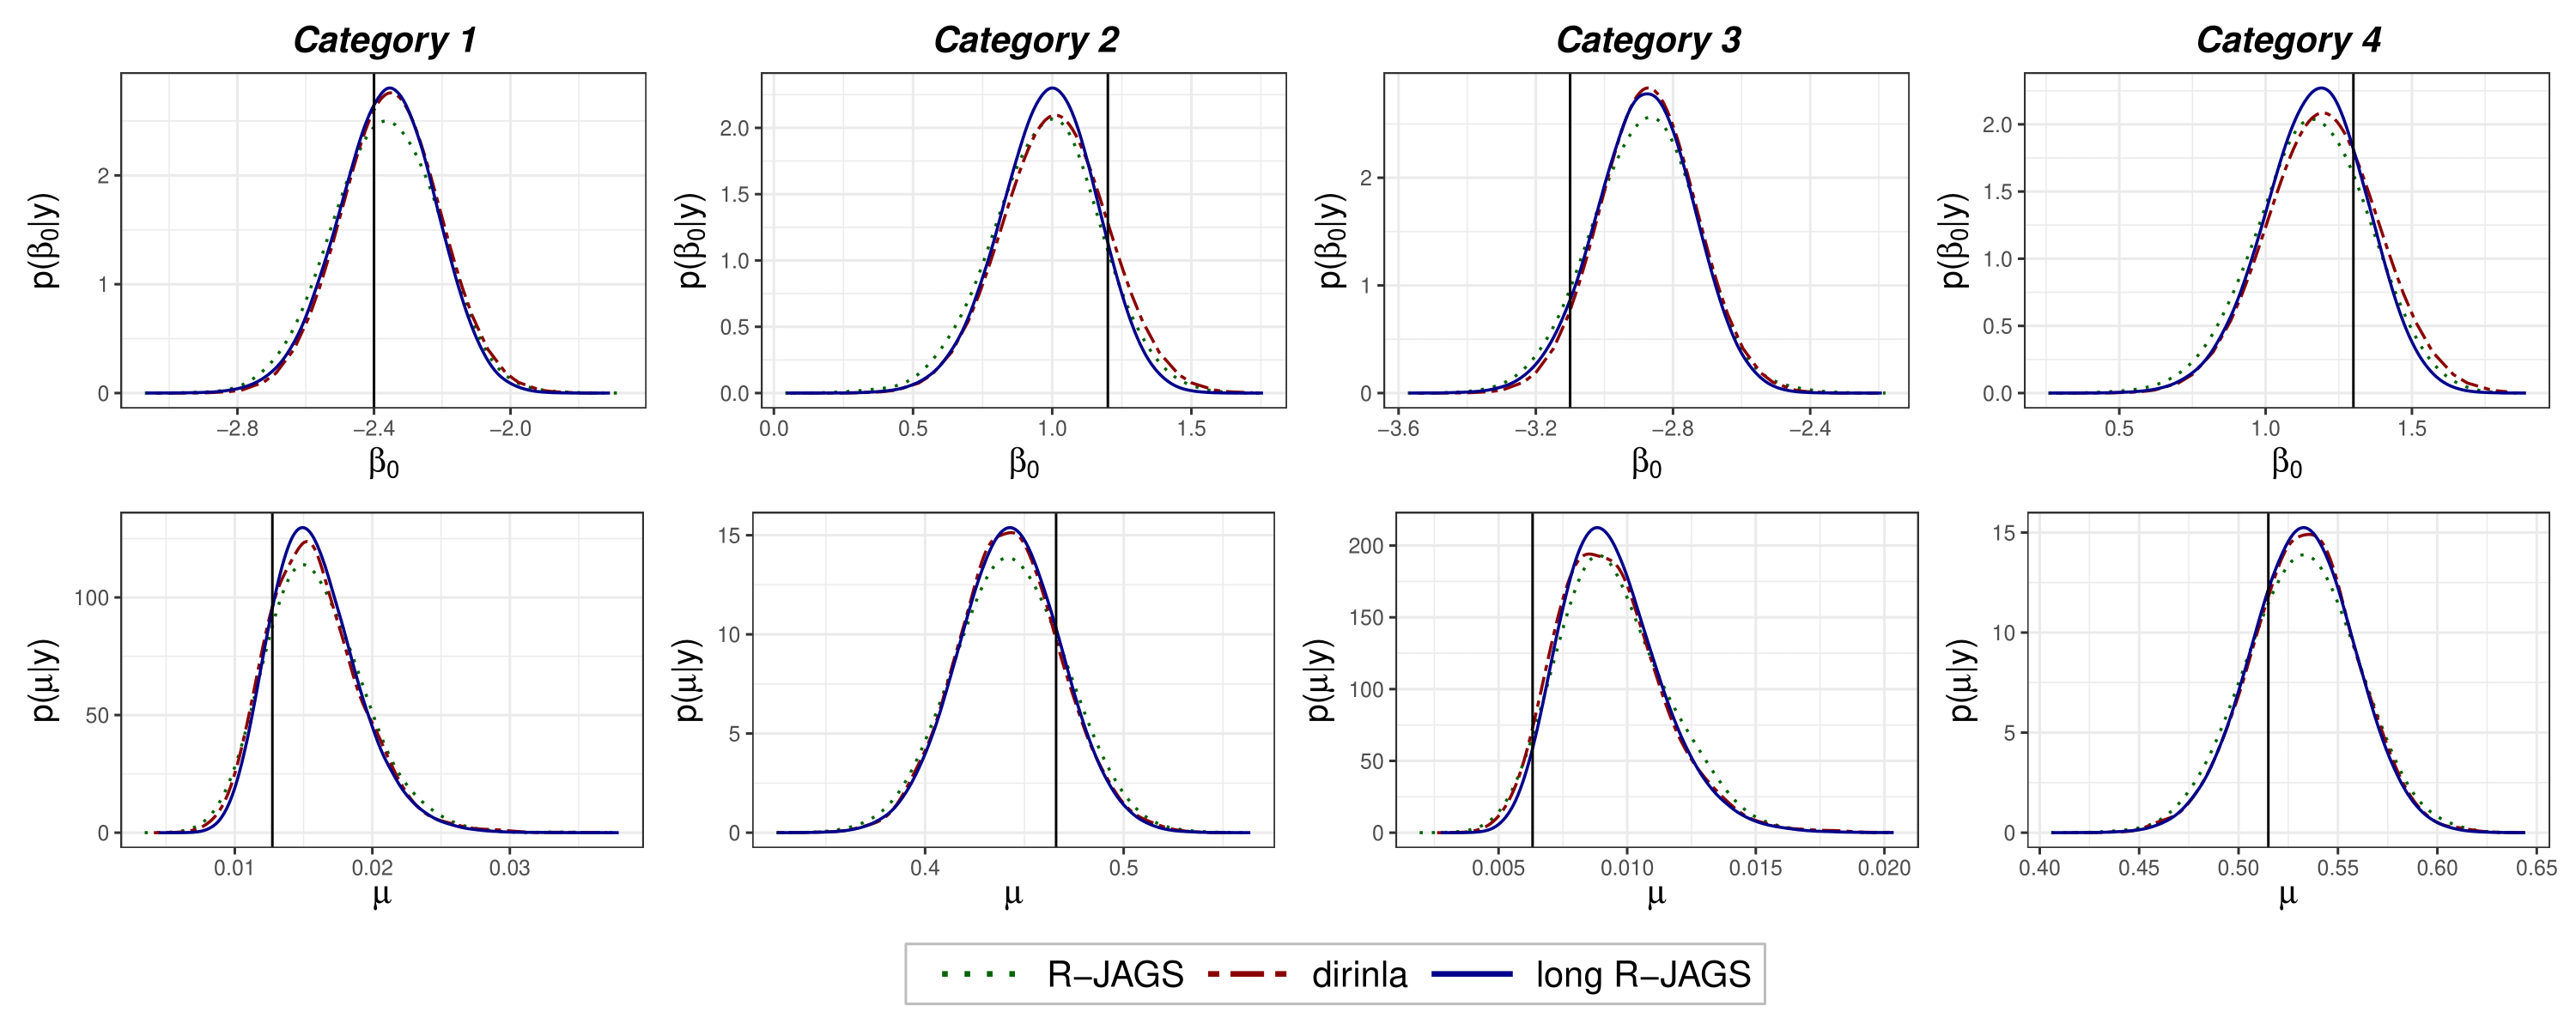 Category 1 Category 2 Category 3 Category 4
p(β0|y) 0 1 2 p(β0|y) 0.0 0.5 1.0 1.5 2.0 p(β0|y) 0 1 2 p(β0|y) 0.0 0.5 1.0 1.5 2.0
−2.8 −2.4 −2.0 0.0 0.5 1.0 1.5 −3.6 −3.2 −2.8 −2.4 0.5 1.0 1.5
β0 β0 β0 β0
p(μ|y) 0 50 100 p(μ|y) 0 5 10 15 p(μ|y) 0 50 100 150 200 p(μ|y) 0 5 10 15
0.01 0.02 0.03 0.4 0.5 0.005 0.010 0.015 0.020 0.40 0.45 0.50 0.55 0.60 0.65
μ μ μ μ
R−JAGS dirinla long R−JAGS